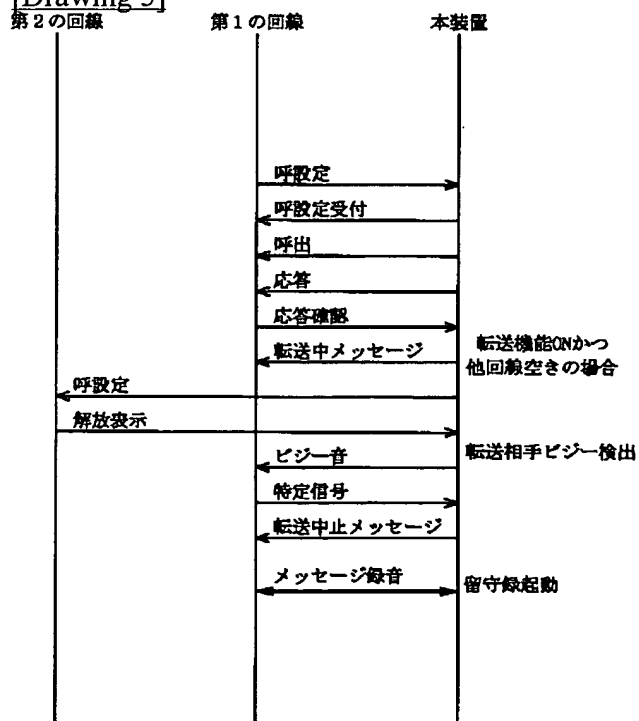 [Drawing 5]
第2の回線 第1の回線 本装置
呼設定
呼設定受付
呼出
応答
応答確認
転送中メッセージ
転送機能ONかつ
他回線空きの場合
呼設定
解放表示
転送相手ビジー検出
ビジー音
特定信号
転送中止メッセージ
メッセージ録音
留守録起動